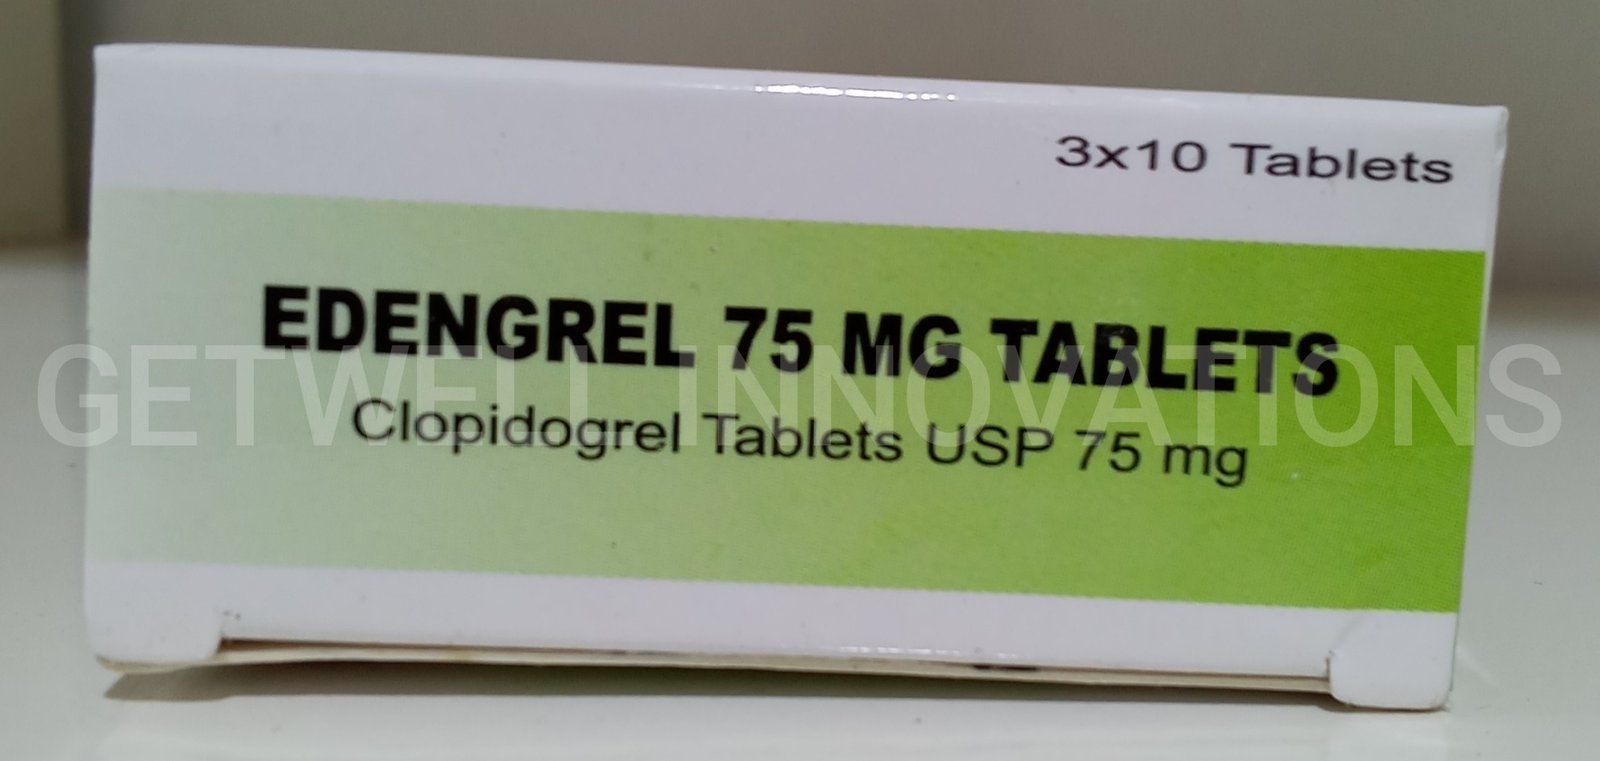 3x10 Tablets
EDENGREL 75 MG TABLETS
GETWELL INNOVATIONS
Clopidogrel Tablets USP 75 mg